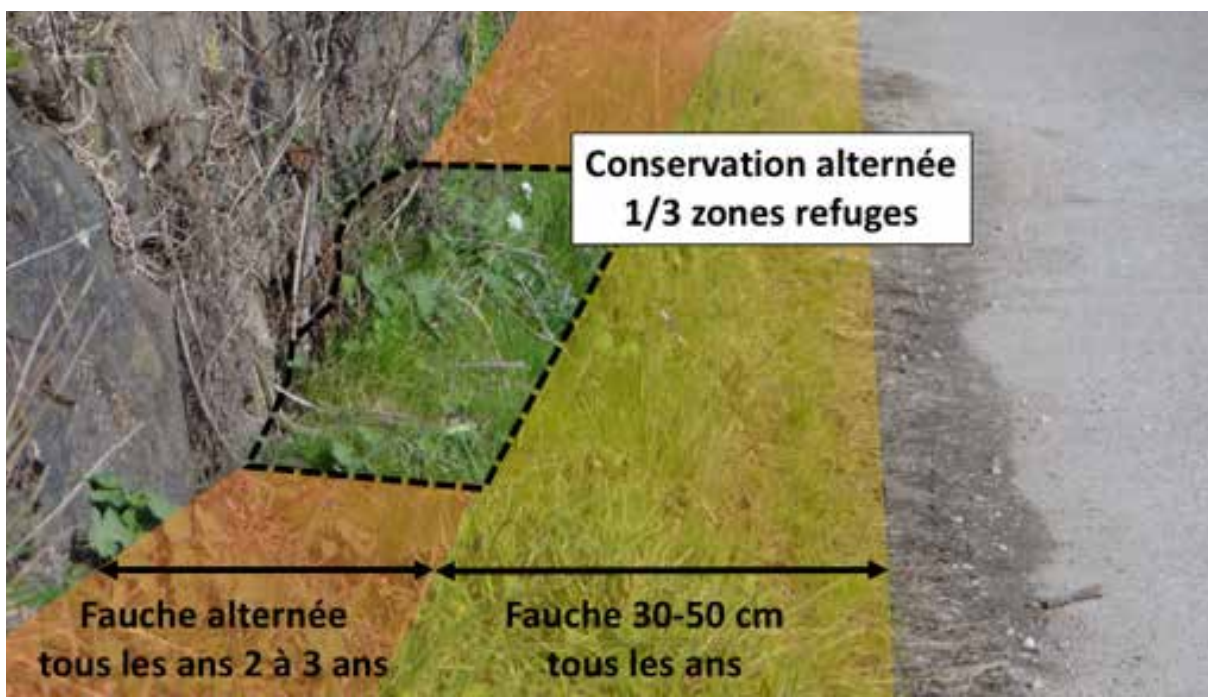 Conservation alternée
1/3 zones refuges
Fauche alternée
tous les ans 2 à 3 ans
Fauche 30-50 cm
tous les ans